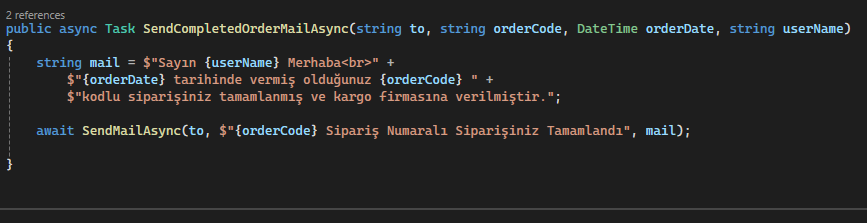 2 references
public async Task SendCompletedOrderMailAsync(string to, string orderCode, DateTime orderDate, string userName)
{
    string mail = $"Sayın {userName} Merhaba<br>" +
        $"{orderDate} tarihinde vermiş olduğunuz {orderCode} " +
        $"kodlu siparişiniz tamamlanmış ve kargo firmasına verilmiştir.";
    await SendMailAsync(to, $"{orderCode} Sipariş Numaralı Siparişiniz Tamamlandı", mail);
}